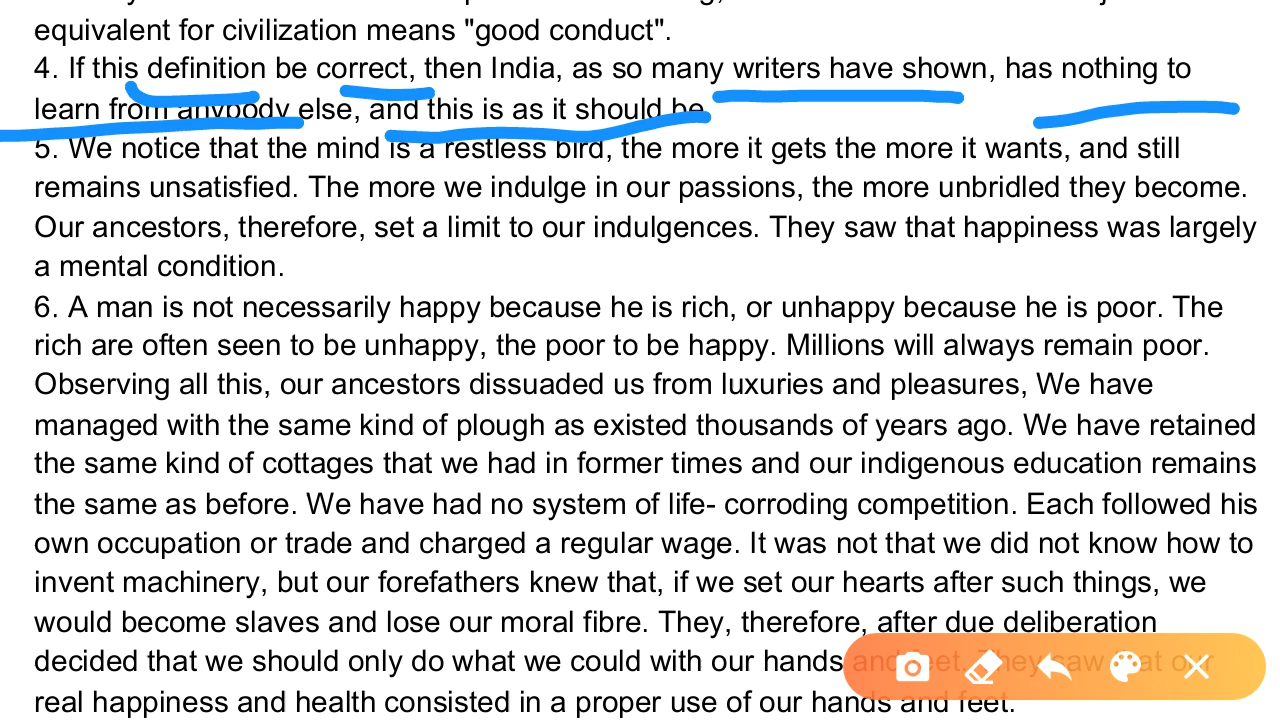 equivalent for civilization means "good conduct".
4. If this definition be correct, then India, as so many writers have shown, has nothing to
learn from anybody else, and this is as it should be
5. We notice that the mind is a restless bird, the more it gets the more it wants, and still
remains unsatisfied. The more we indulge in our passions, the more unbridled they become.
Our ancestors, therefore, set a limit to our indulgences. They saw that happiness was largely
a mental condition.
6. A man is not necessarily happy because he is rich, or unhappy because he is poor. The
rich are often seen to be unhappy, the poor to be happy. Millions will always remain poor.
Observing all this, our ancestors dissuaded us from luxuries and pleasures, We have
managed with the same kind of plough as existed thousands of years ago. We have retained
the same kind of cottages that we had in former times and our indigenous education remains
the same as before. We have had no system of life- corroding competition. Each followed his
own occupation or trade and charged a regular wage. It was not that we did not know how to
invent machinery, but our forefathers knew that, if we set our hearts after such things, we
would become slaves and lose our moral fibre. They, therefore, after due deliberation
decided that we should only do what we could with our hands and feet. They saw that our
real happiness and health consisted in a proper use of our hands and feet.